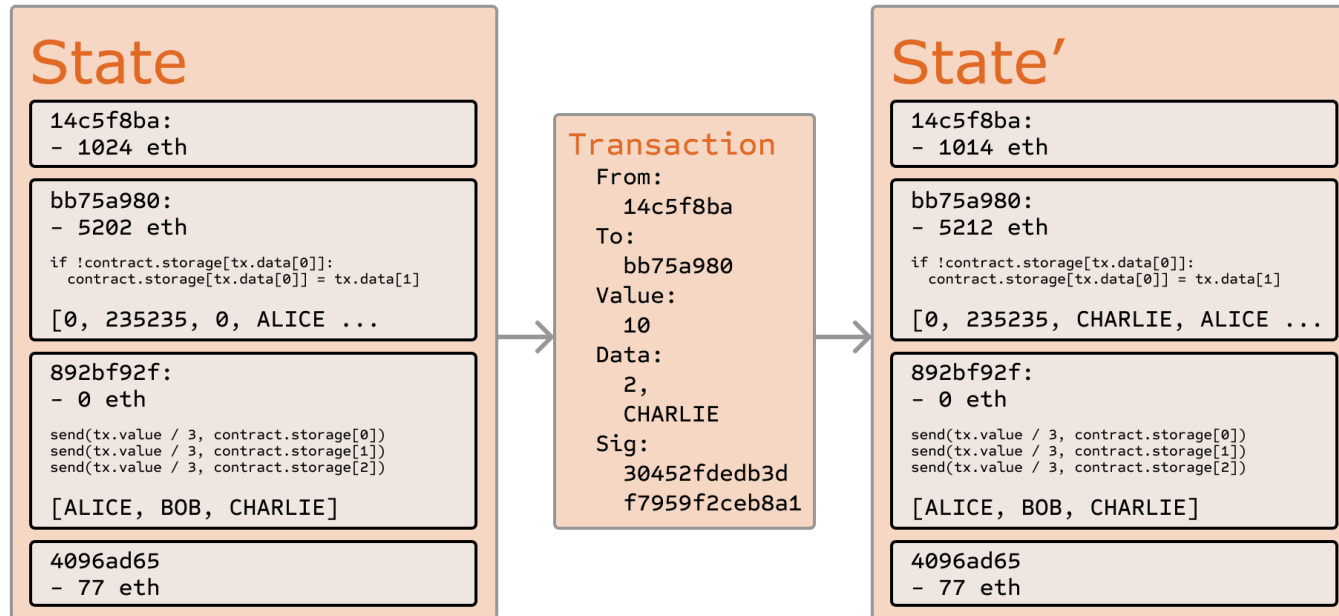 State
14c5f8ba:
- 1024 eth
bb75a980:
- 5202 eth
if !contract.storage[tx.data[0]]:
contract.storage[tx.data[0]] = tx.data[1]
[0, 235235, 0, ALICE ...
892bf92f:
- 0 eth
send(tx.value / 3, contract.storage[0])
send(tx.value / 3, contract.storage[1])
send(tx.value / 3, contract.storage[2])
[ALICE, BOB, CHARLIE]
4096ad65
- 77 eth
Transaction
From:
14c5f8ba
To:
bb75a980
Value:
10
Data:
2,
CHARLIE
Sig:
30452fdedb3d
f7959f2ceb8a1
State′
14c5f8ba:
- 1014 eth
bb75a980:
- 5212 eth
if !contract.storage[tx.data[0]]:
contract.storage[tx.data[0]] = tx.data[1]
[0, 235235, CHARLIE, ALICE ...
892bf92f:
- 0 eth
send(tx.value / 3, contract.storage[0])
send(tx.value / 3, contract.storage[1])
send(tx.value / 3, contract.storage[2])
[ALICE, BOB, CHARLIE]
4096ad65
- 77 eth